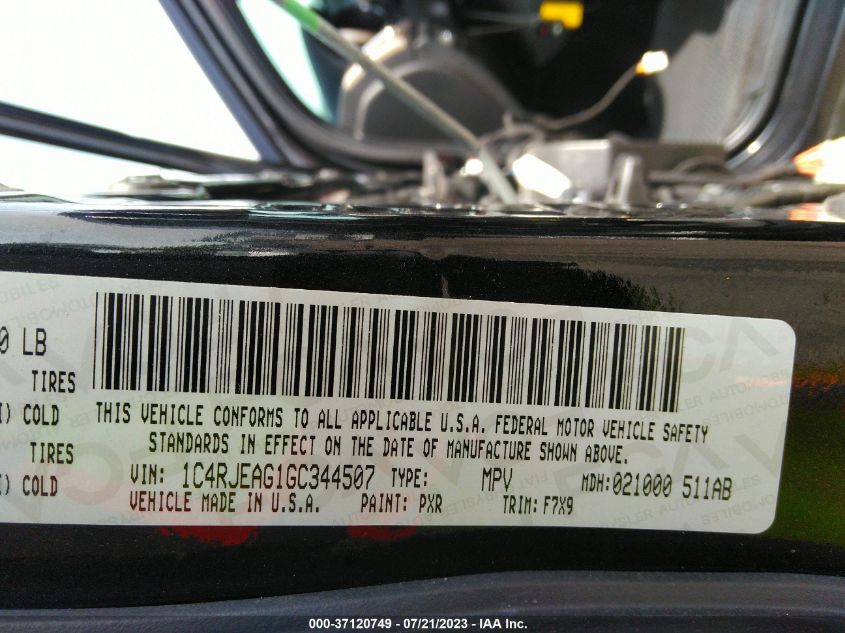 0 LB
TIRES
) COLD
TIRES
) COLD
THIS VEHICLE CONFORMS TO ALL APPLICABLE U.S.A. FEDERAL MOTOR VEHICLE SAFETY
STANDARDS IN EFFECT ON THE DATE OF MANUFACTURE SHOWN ABOVE.
VIN: 1C4RJEAG1GC344507 TYPE: MPV MDH:021000 511AB
VEHICLE MADE IN U.S.A. PAINT: PXR TRIM: F7X9
000-37120749 - 07/21/2023 - IAA Inc.